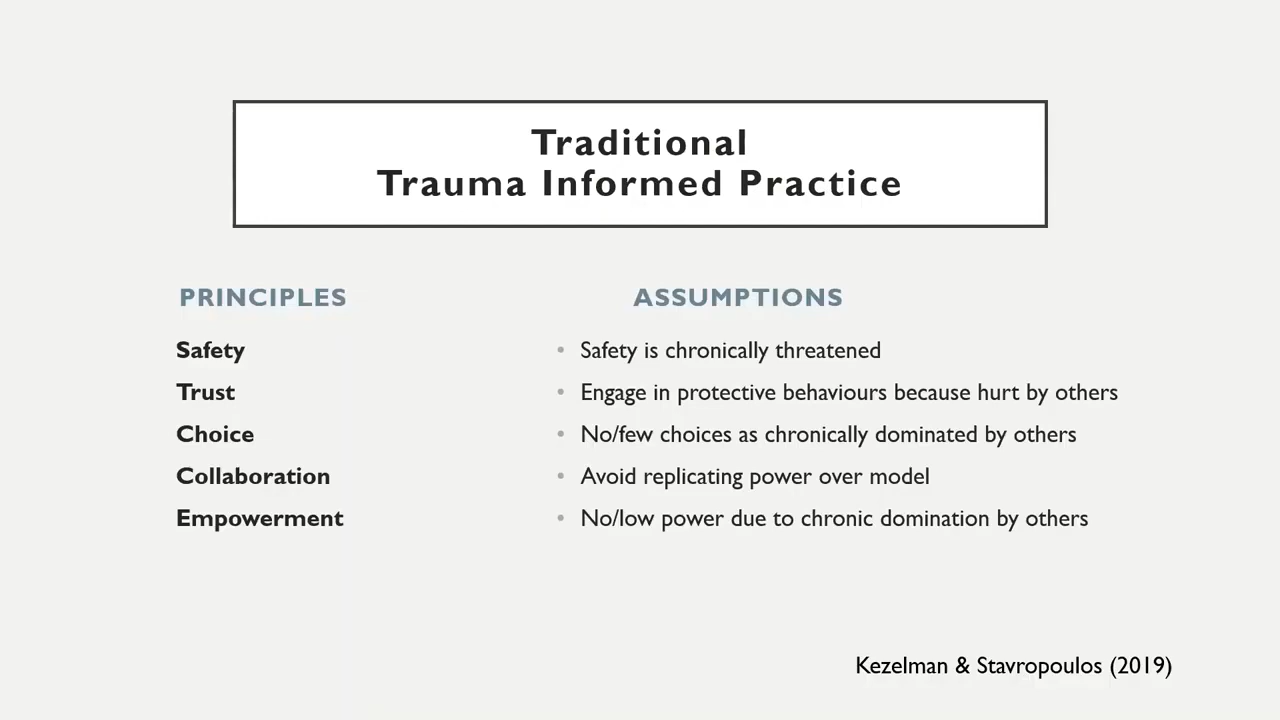 Traditional
Trauma Informed Practice
PRINCIPLES
Safety
Trust
Choice
Collaboration
Empowerment
ASSUMPTIONS
• Safety is chronically threatened
• Engage in protective behaviours because hurt by others
• No/few choices as chronically dominated by others
• Avoid replicating power over model
• No/low power due to chronic domination by others
Kezelman & Stavropoulos (2019)